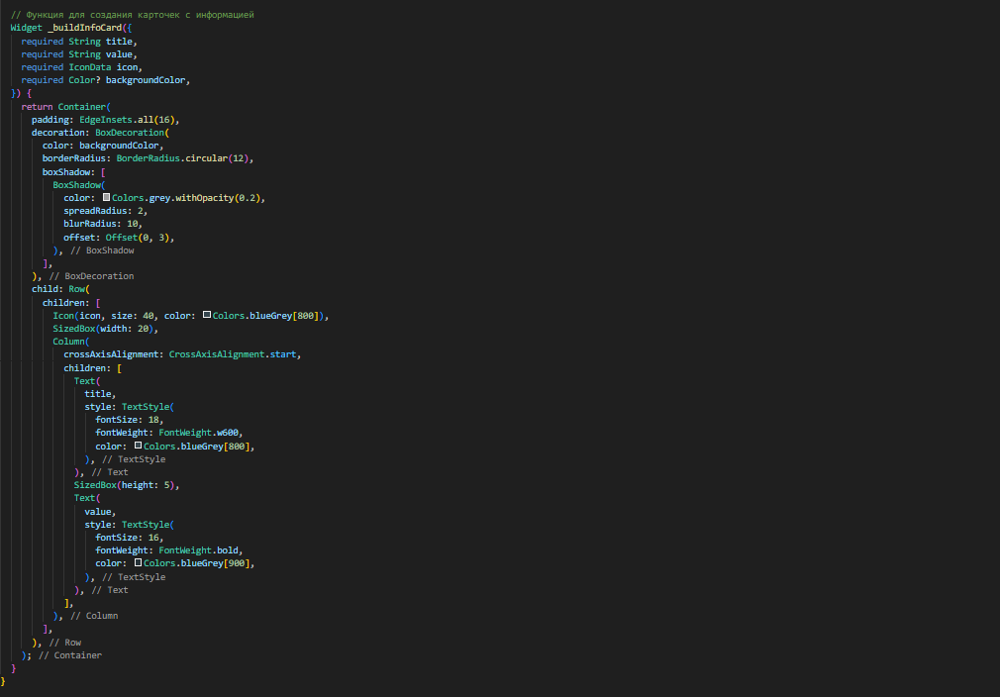 // Функция для создания карточек с информацией
Widget _buildInfoCard({
required String title,
required String value,
required IconData icon,
required Color? backgroundColor,
}) {
return Container(
padding: EdgeInsets.all(16),
decoration: BoxDecoration(
color: backgroundColor,
borderRadius: BorderRadius.circular(12),
boxShadow: [
BoxShadow(
color: Colors.grey.withOpacity(0.2),
spreadRadius: 2,
blurRadius: 10,
offset: Offset(0, 3),
), // BoxShadow
],
), // BoxDecoration
child: Row(
children: [
Icon(icon, size: 40, color: Colors.blueGrey[800]),
SizedBox(width: 20),
Column(
crossAxisAlignment: CrossAxisAlignment.start,
children: [
Text(
title,
style: TextStyle(
fontSize: 18,
fontWeight: FontWeight.w600,
color: Colors.blueGrey[800],
), // TextStyle
), // Text
SizedBox(height: 5),
Text(
value,
style: TextStyle(
fontSize: 16,
fontWeight: FontWeight.bold,
color: Colors.blueGrey[900],
), // TextStyle
), // Text
],
), // Column
],
), // Row
); // Container
}
}